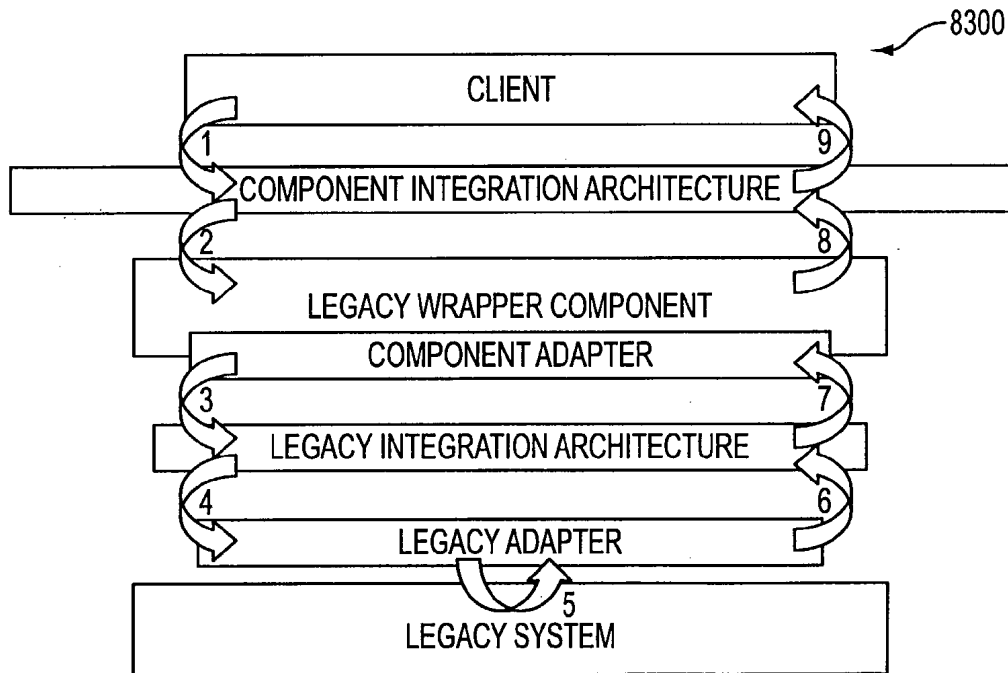 8300
CLIENT
1
9
COMPONENT INTEGRATION ARCHITECTURE
2
8
LEGACY WRAPPER COMPONENT
COMPONENT ADAPTER
3
7
LEGACY INTEGRATION ARCHITECTURE
4
6
LEGACY ADAPTER
5
LEGACY SYSTEM